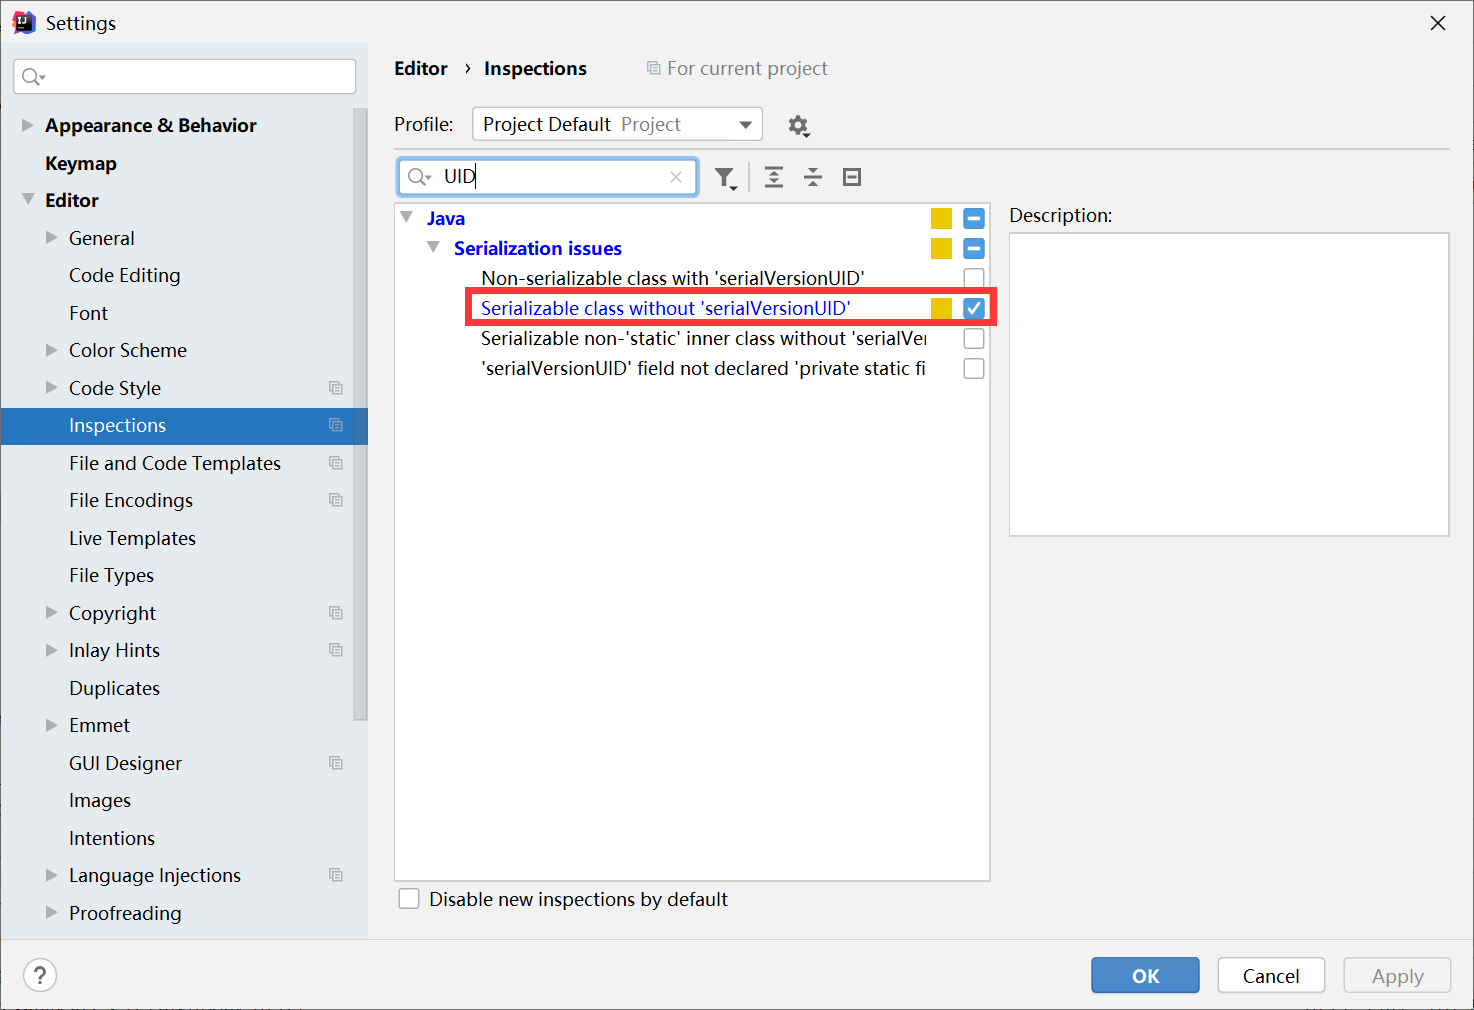 Settings
Editor › Inspections For current project
Profile: Project Default Project
UID
Appearance & Behavior
Keymap
Editor
General
Code Editing
Font
Color Scheme
Code Style
Inspections
File and Code Templates
File Encodings
Live Templates
File Types
Copyright
Inlay Hints
Duplicates
Emmet
GUI Designer
Images
Intentions
Language Injections
Proofreading
Java
Serialization issues
Non-serializable class with 'serialVersionUID'
Serializable class without 'serialVersionUID'
Serializable non-'static' inner class without 'serialVer
'serialVersionUID' field not declared 'private static fi
Description:
Disable new inspections by default
?
OK
Cancel
Apply